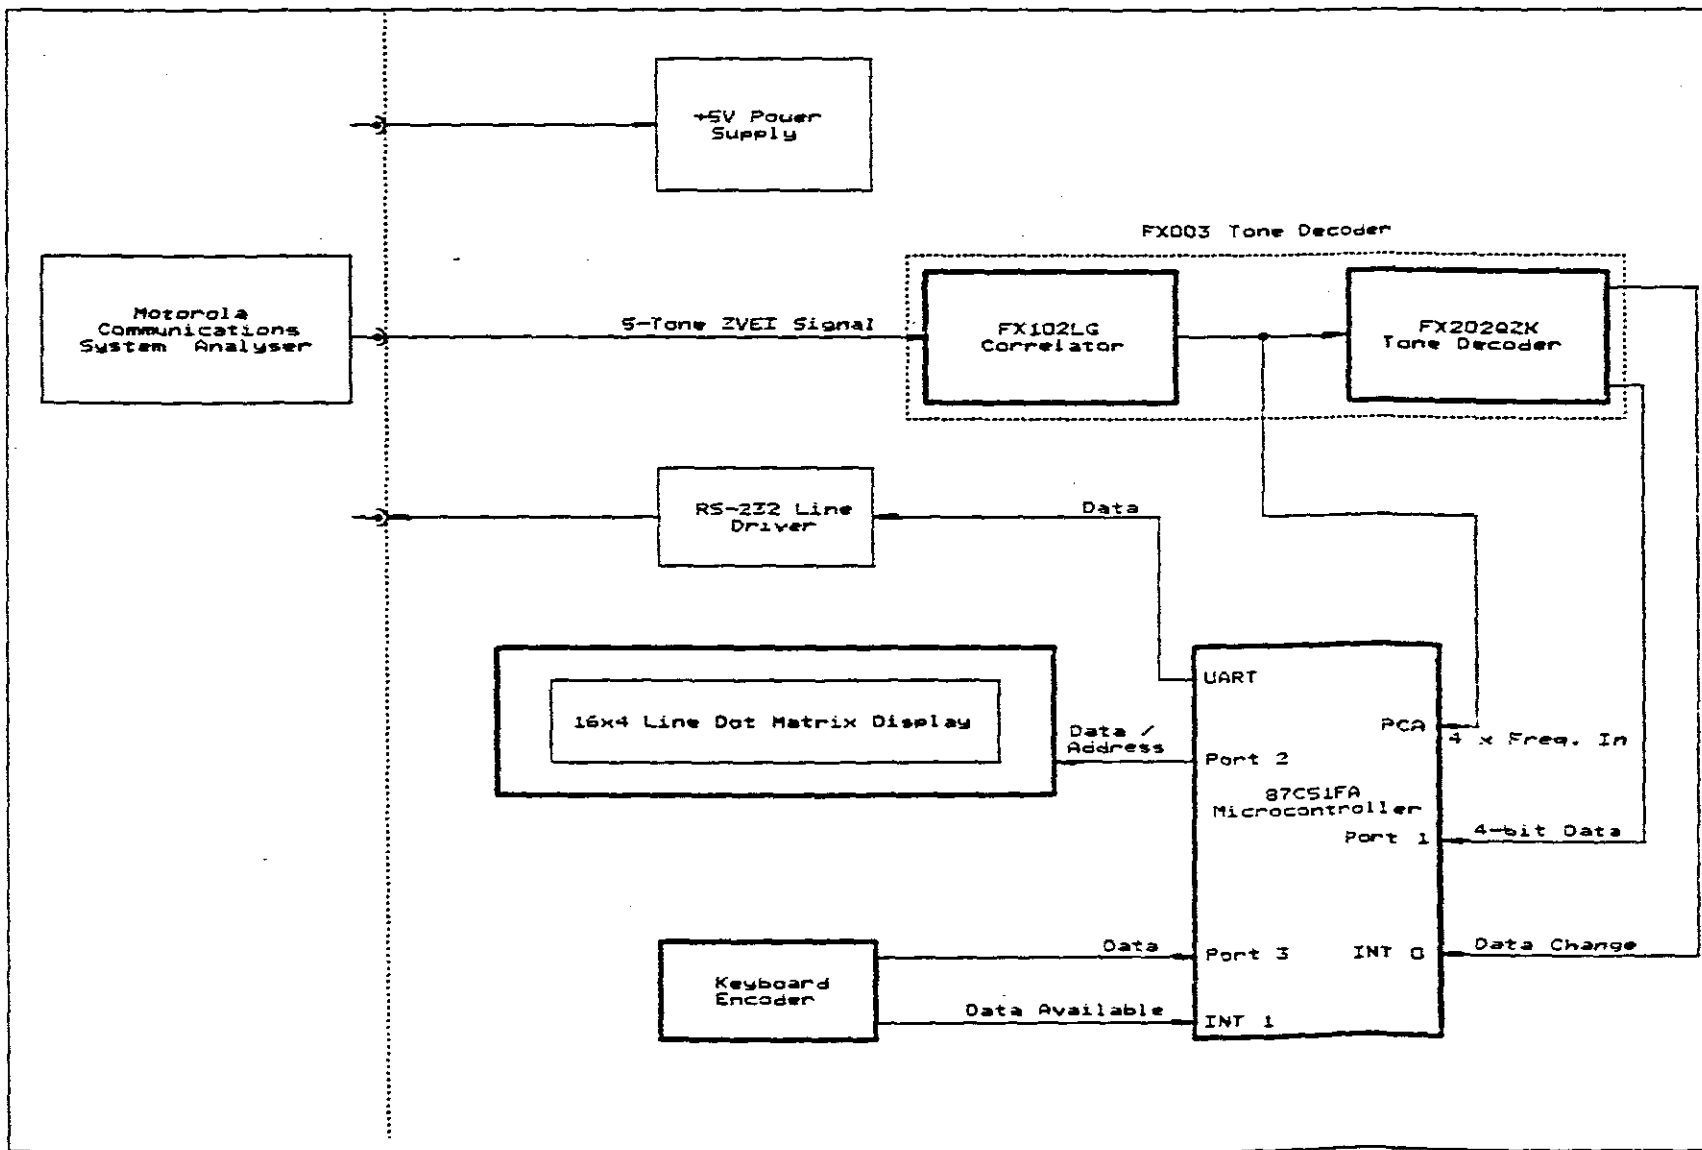 +5V Power
Supply
FX003 Tone Decoder
Motorola
Communications
System Analyser
5-Tone ZVEI Signal
FX102LG
Correlator
FX202QZK
Tone Decoder
RS-232 Line
Driver
Data
16x4 Line Dot Matrix Display
Data /
Address
UART
PCA
4 x Freq. In
Port 2
87C51FA
Microcontroller
Port 1
4-bit Data
Keyboard
Encoder
Data
Port 3
INT 0
Data Change
Data Available
INT 1